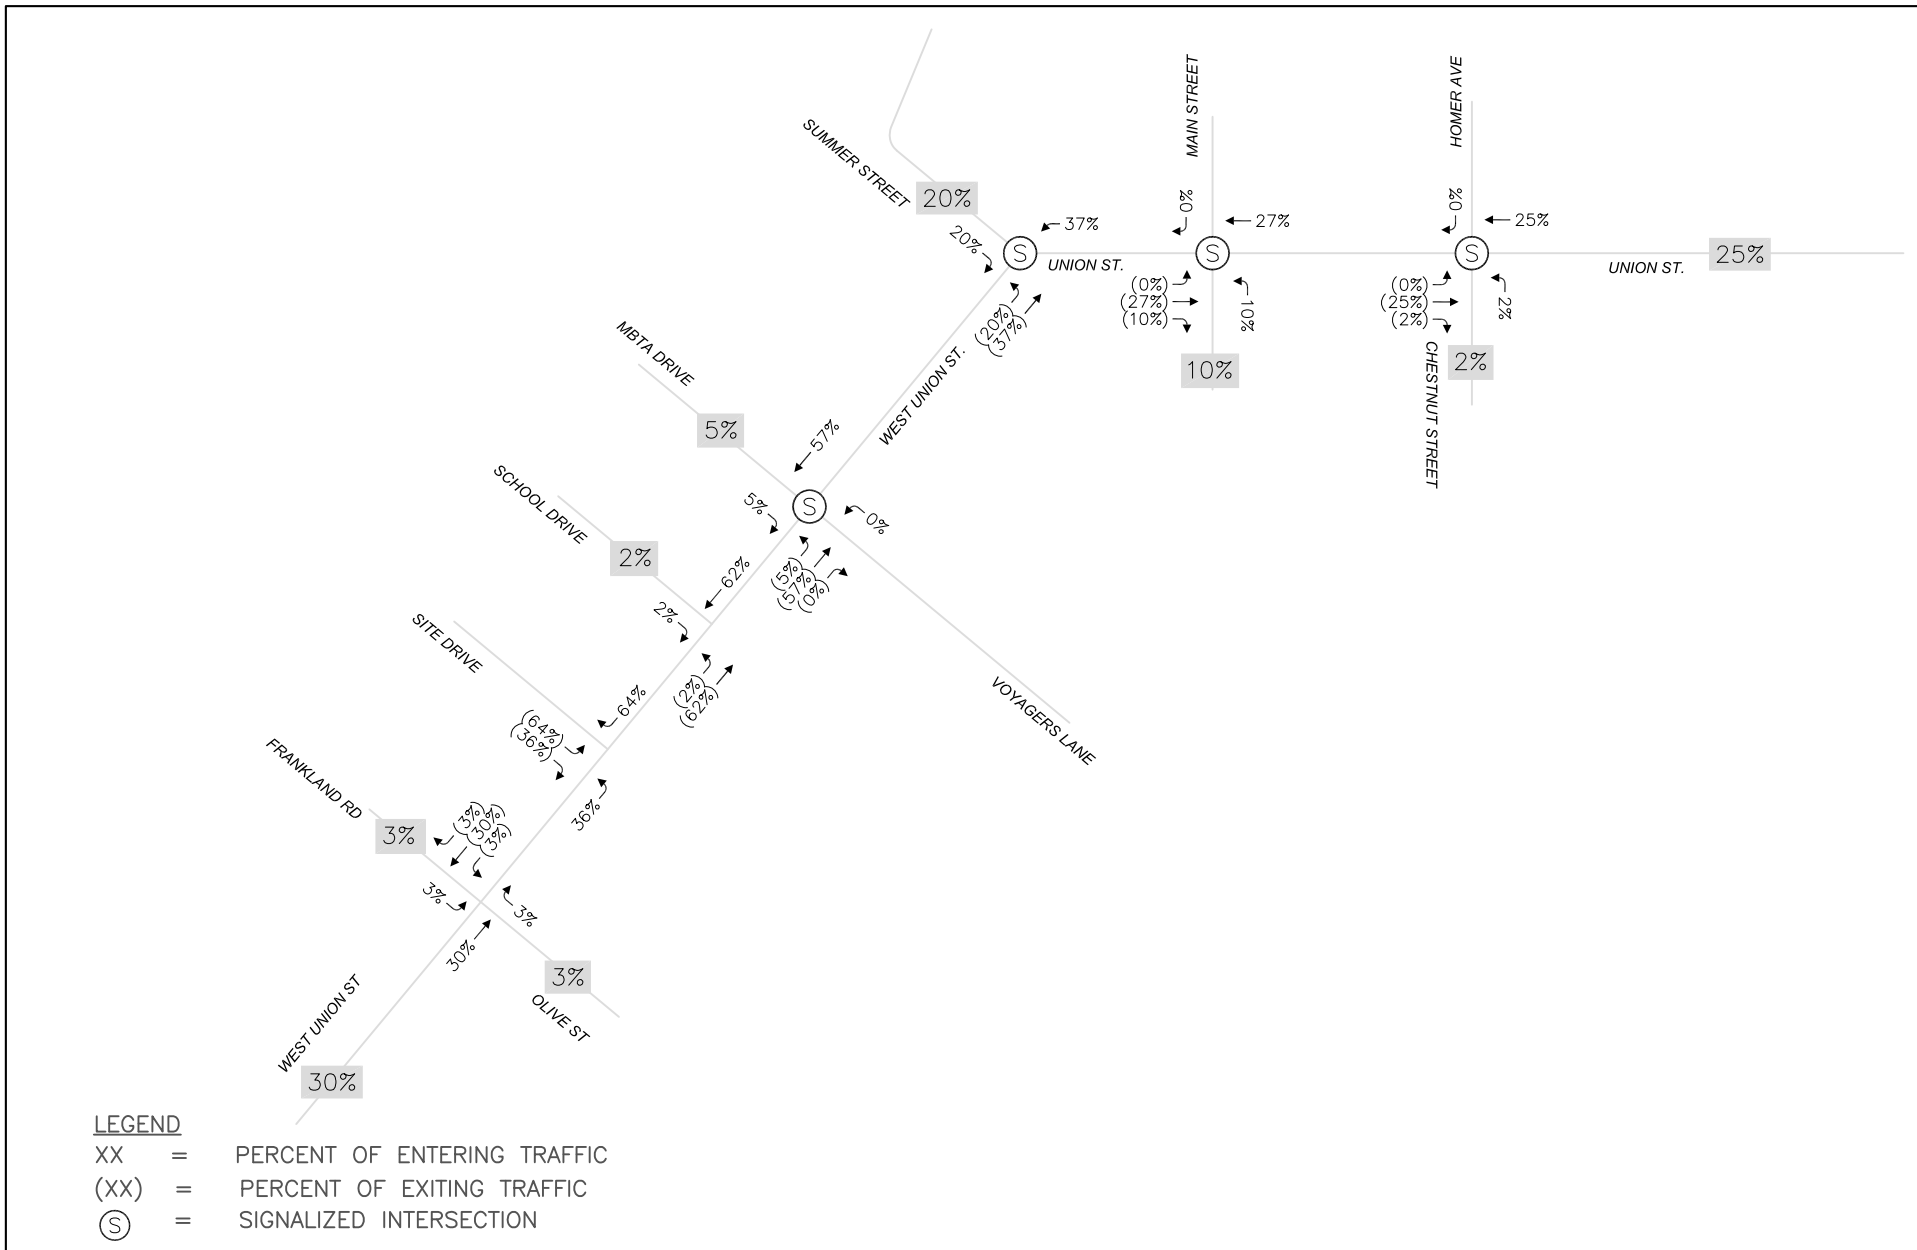 MAIN STREET
HOMER AVE
SUMMER STREET
20%
37%
20%
UNION ST.
(20%)
(37%)
0%
27%
(0%)
(27%)
(10%)
10%
10%
0%
25%
(0%)
(25%)
(2%)
2%
2%
CHESTNUT STREET
UNION ST.
25%
WEST UNION ST.
MBTA DRIVE
5%
57%
5%
0%
(5%)
(57%)
(0%)
VOYAGERS LANE
SCHOOL DRIVE
2%
62%
2%
(2%)
(62%)
SITE DRIVE
64%
(64%)
(36%)
36%
FRANKLAND RD
3%
(3%)
(30%)
(3%)
3%
3%
30%
3%
OLIVE ST
WEST UNION ST
30%
LEGEND
XX = PERCENT OF ENTERING TRAFFIC
(XX) = PERCENT OF EXITING TRAFFIC
S = SIGNALIZED INTERSECTION
S
S
S
S